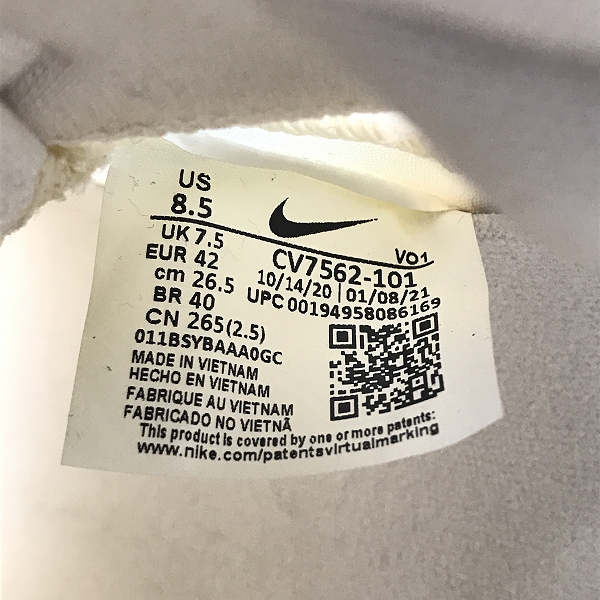 US
8.5
UK 7.5
EUR 42
cm 26.5
BR 40
CN 265(2.5)
011BSYBAAA0GC
V01
CV7562-101
10/14/20 | 01/08/21
UPC 00194958086169
MADE IN VIETNAM
HECHO EN VIETNAM
FABRIQUE AU VIETNAM
FABRICADO NO VIETNÃ
This product is covered by one or more patents:
www.nike.com/patentsvirtualmarking